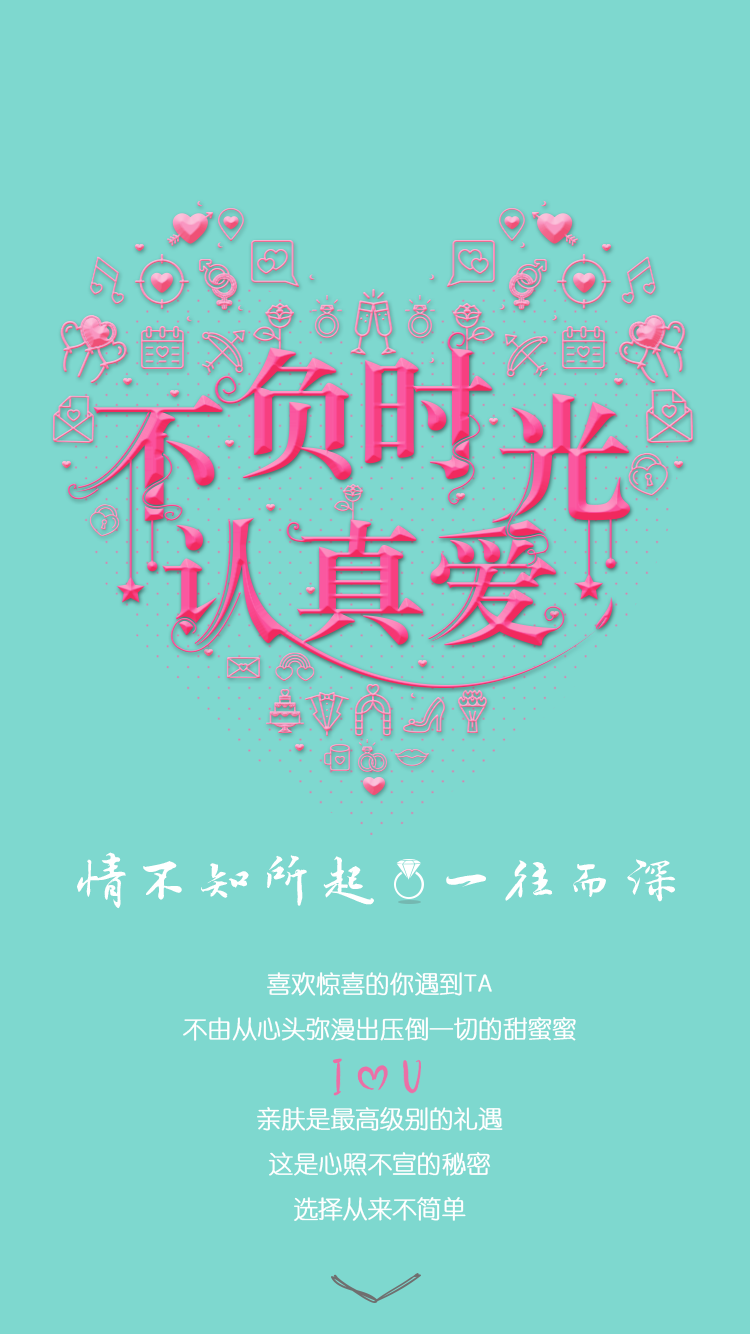 不负时光
认真爱
情不知所起一往而深
喜欢惊喜的你遇到TA
不由从心头弥漫出压倒一切的甜蜜蜜
I♡U
亲肤是最高级别的礼遇
这是心照不宣的秘密
选择从来不简单